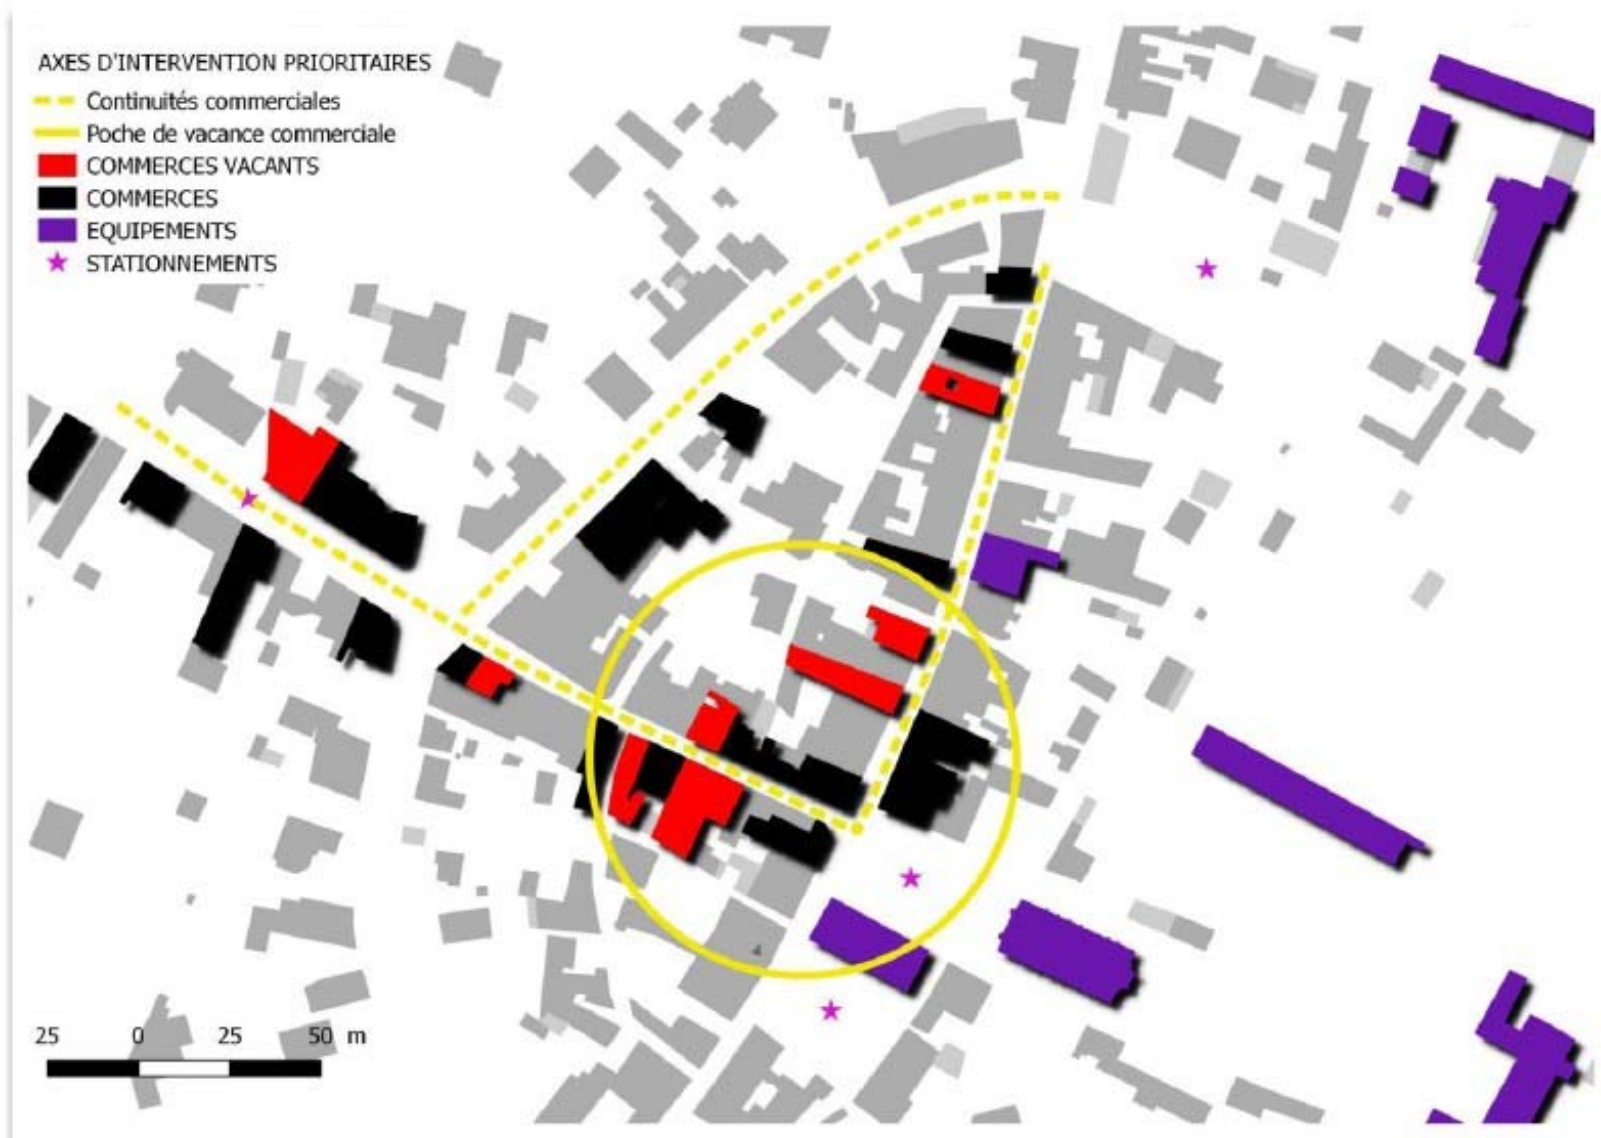 AXES D'INTERVENTION PRIORITAIRES
Continuités commerciales
Poche de vacance commerciale
COMMERCES VACANTS
COMMERCES
EQUIPEMENTS
STATIONNEMENTS
25 0 25 50 m